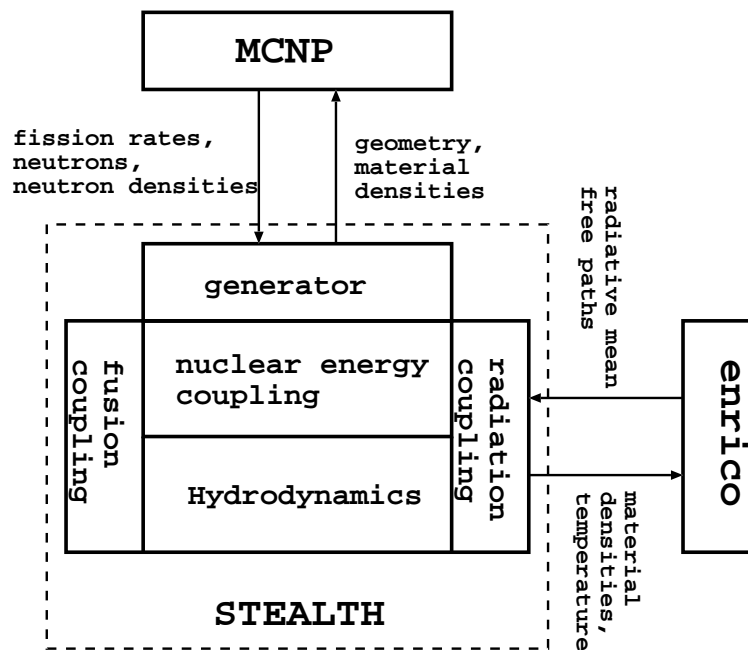 MCNP
fission rates,
neutrons,
neutron densities
geometry,
material
densities
radiative mean
free paths
generator
fusion
coupling
nuclear energy
coupling
radiation
coupling
enrico
Hydrodynamics
material
densities,
temperature
STEALTH